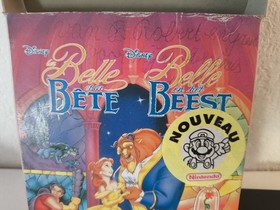 Disney Disney
Belle Belle
et la en het
BÊTE BEEST
NOUVEAU
Nintendo